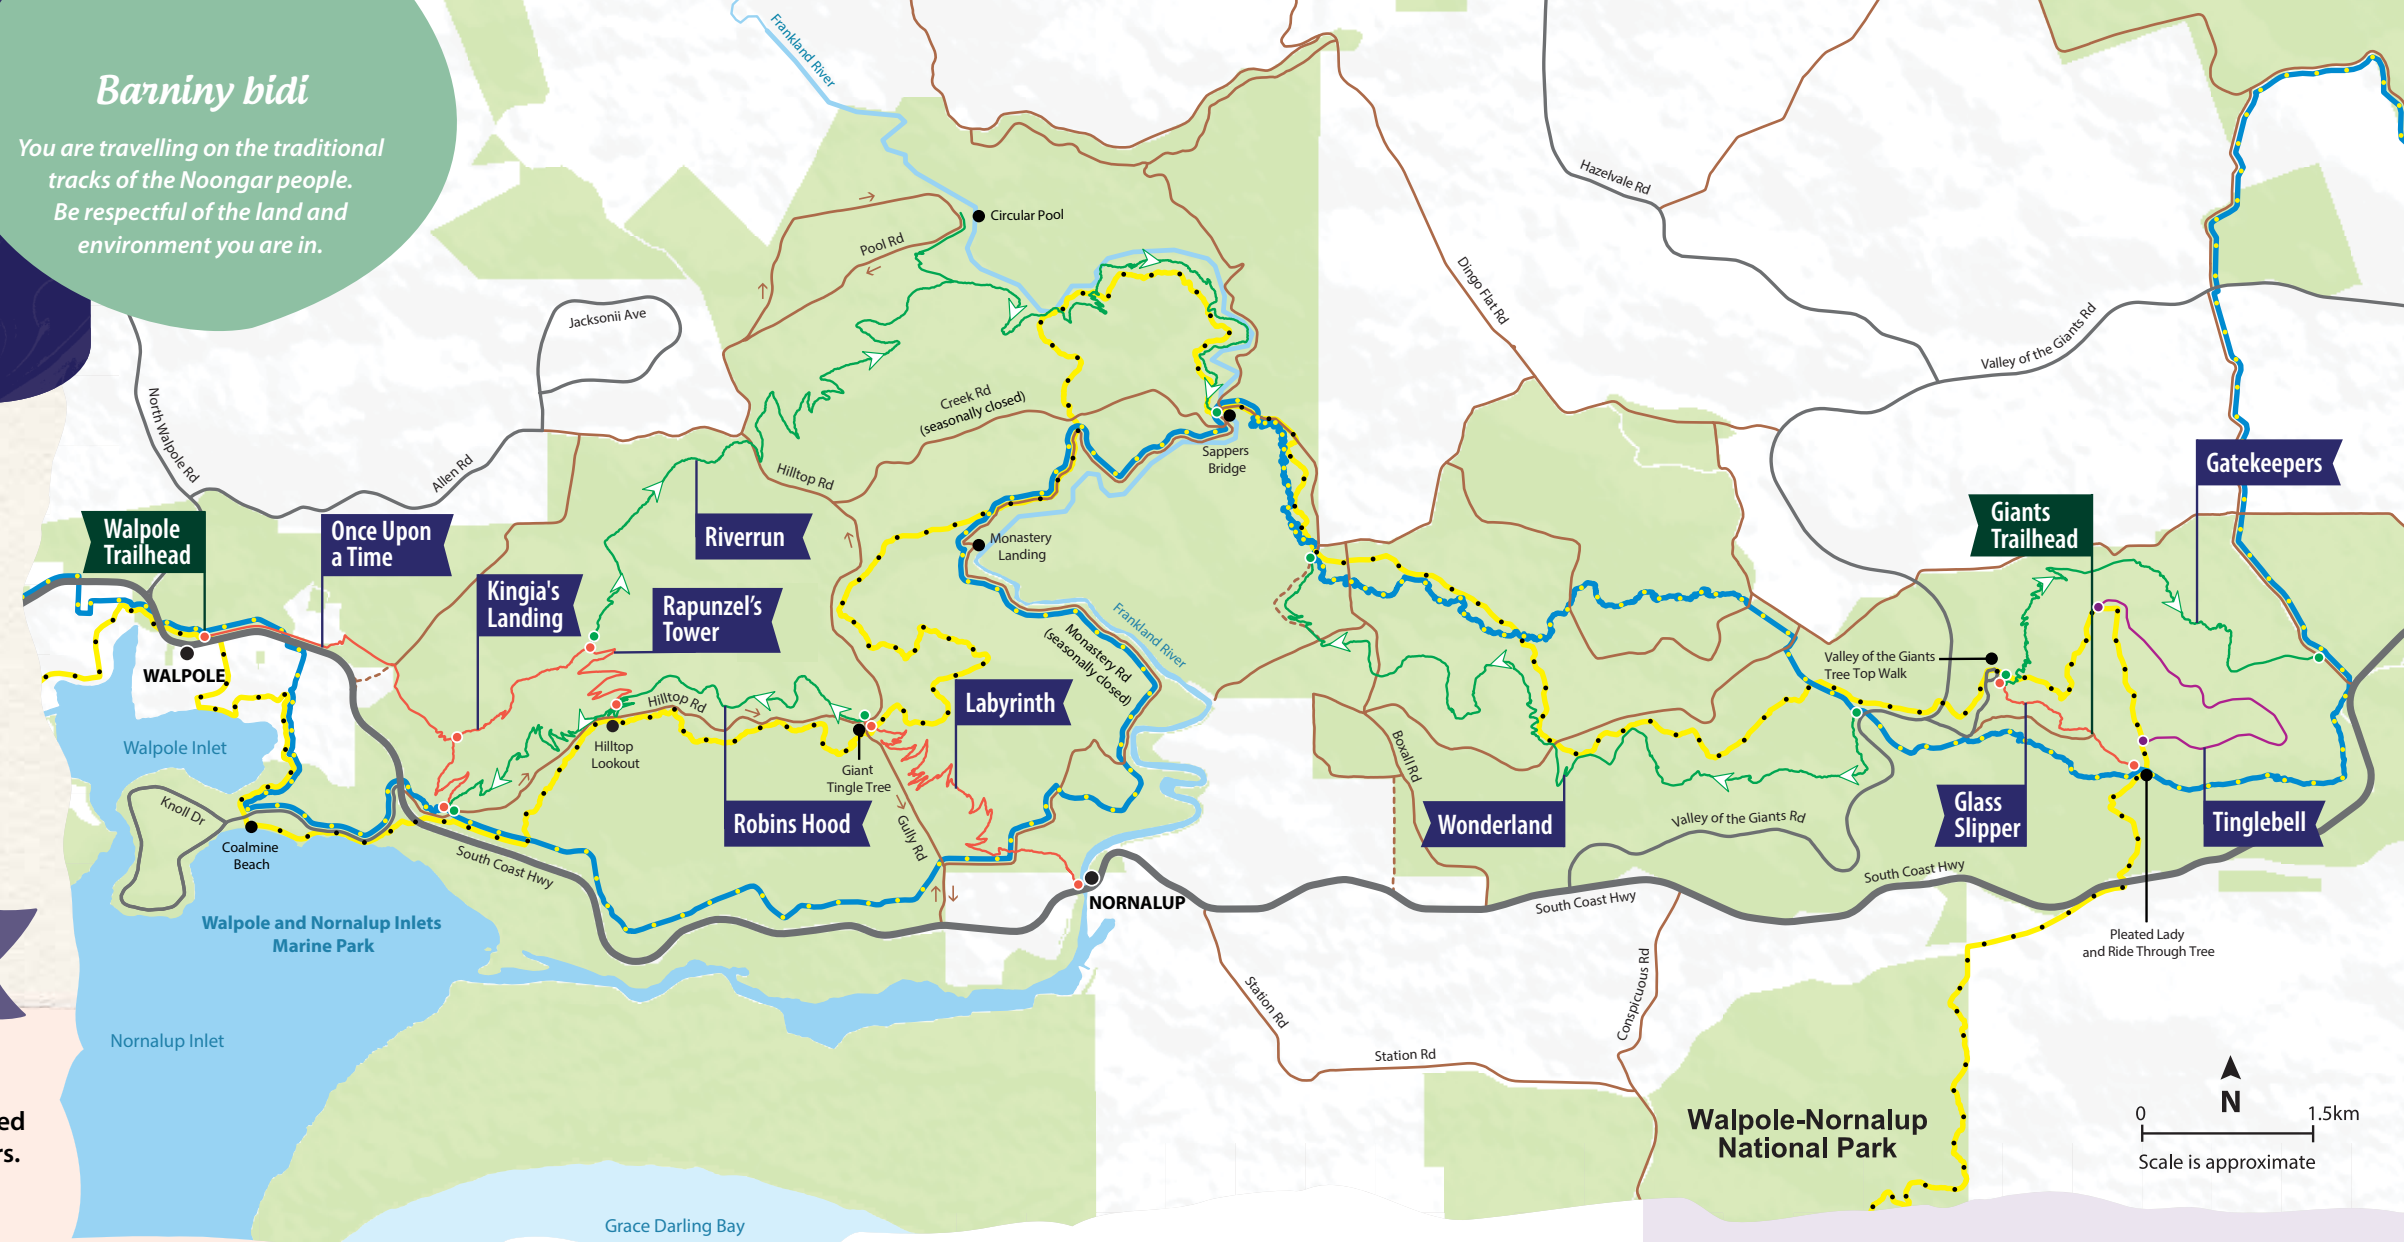 Barniny bidi
You are travelling on the traditional
tracks of the Noongar people.
Be respectful of the land and
environment you are in.
Frankland River
Circular Pool
Pool Rd
Hazelvale Rd
Dingo Flat Rd
Valley of the Giants Rd
Jacksonii Ave
North Walpole Rd
Allen Rd
Creek Rd
(seasonally closed)
Hilltop Rd
Sappers
Bridge
Gatekeepers
Giants
Trailhead
Walpole
Trailhead
Once Upon
a Time
Riverrun
Monastery
Landing
Kingia's
Landing
Rapunzel's
Tower
Frankland River
Monastery Rd
(seasonally closed)
WALPOLE
Valley of the Giants
Tree Top Walk
Labyrinth
Hilltop Rd
Walpole Inlet
Hilltop
Lookout
Giant
Tingle Tree
Boxall Rd
Knoll Dr
Coalmine
Beach
Robins Hood
Gully Rd
Wonderland
Valley of the Giants Rd
Glass
Slipper
Tinglebell
South Coast Hwy
South Coast Hwy
South Coast Hwy
NORNALUP
Walpole and Nornalup Inlets
Marine Park
Pleated Lady
and Ride Through Tree
Station Rd
Conspicuous Rd
Nornalup Inlet
Station Rd
ed
rs.
Walpole-Nornalup
National Park
N
0 1.5km
Scale is approximate
Grace Darling Bay